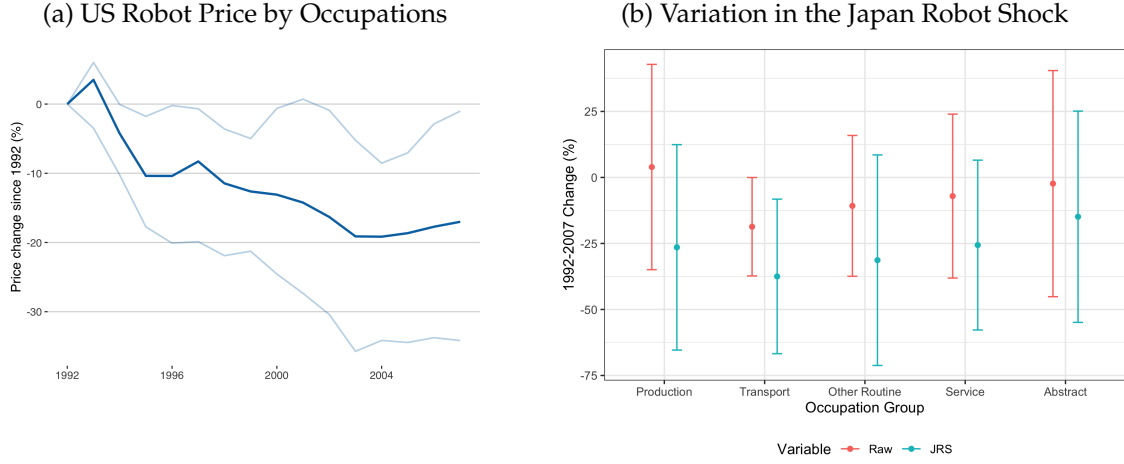 (a) US Robot Price by Occupations
Price change since 1992 (%)
0
-10
-20
-30
1992
1996
2000
2004
(b) Variation in the Japan Robot Shock
1992-2007 Change (%)
25
0
-25
-50
-75
Production
Transport
Other Routine
Service
Abstract
Occupation Group
Variable
Raw
JRS